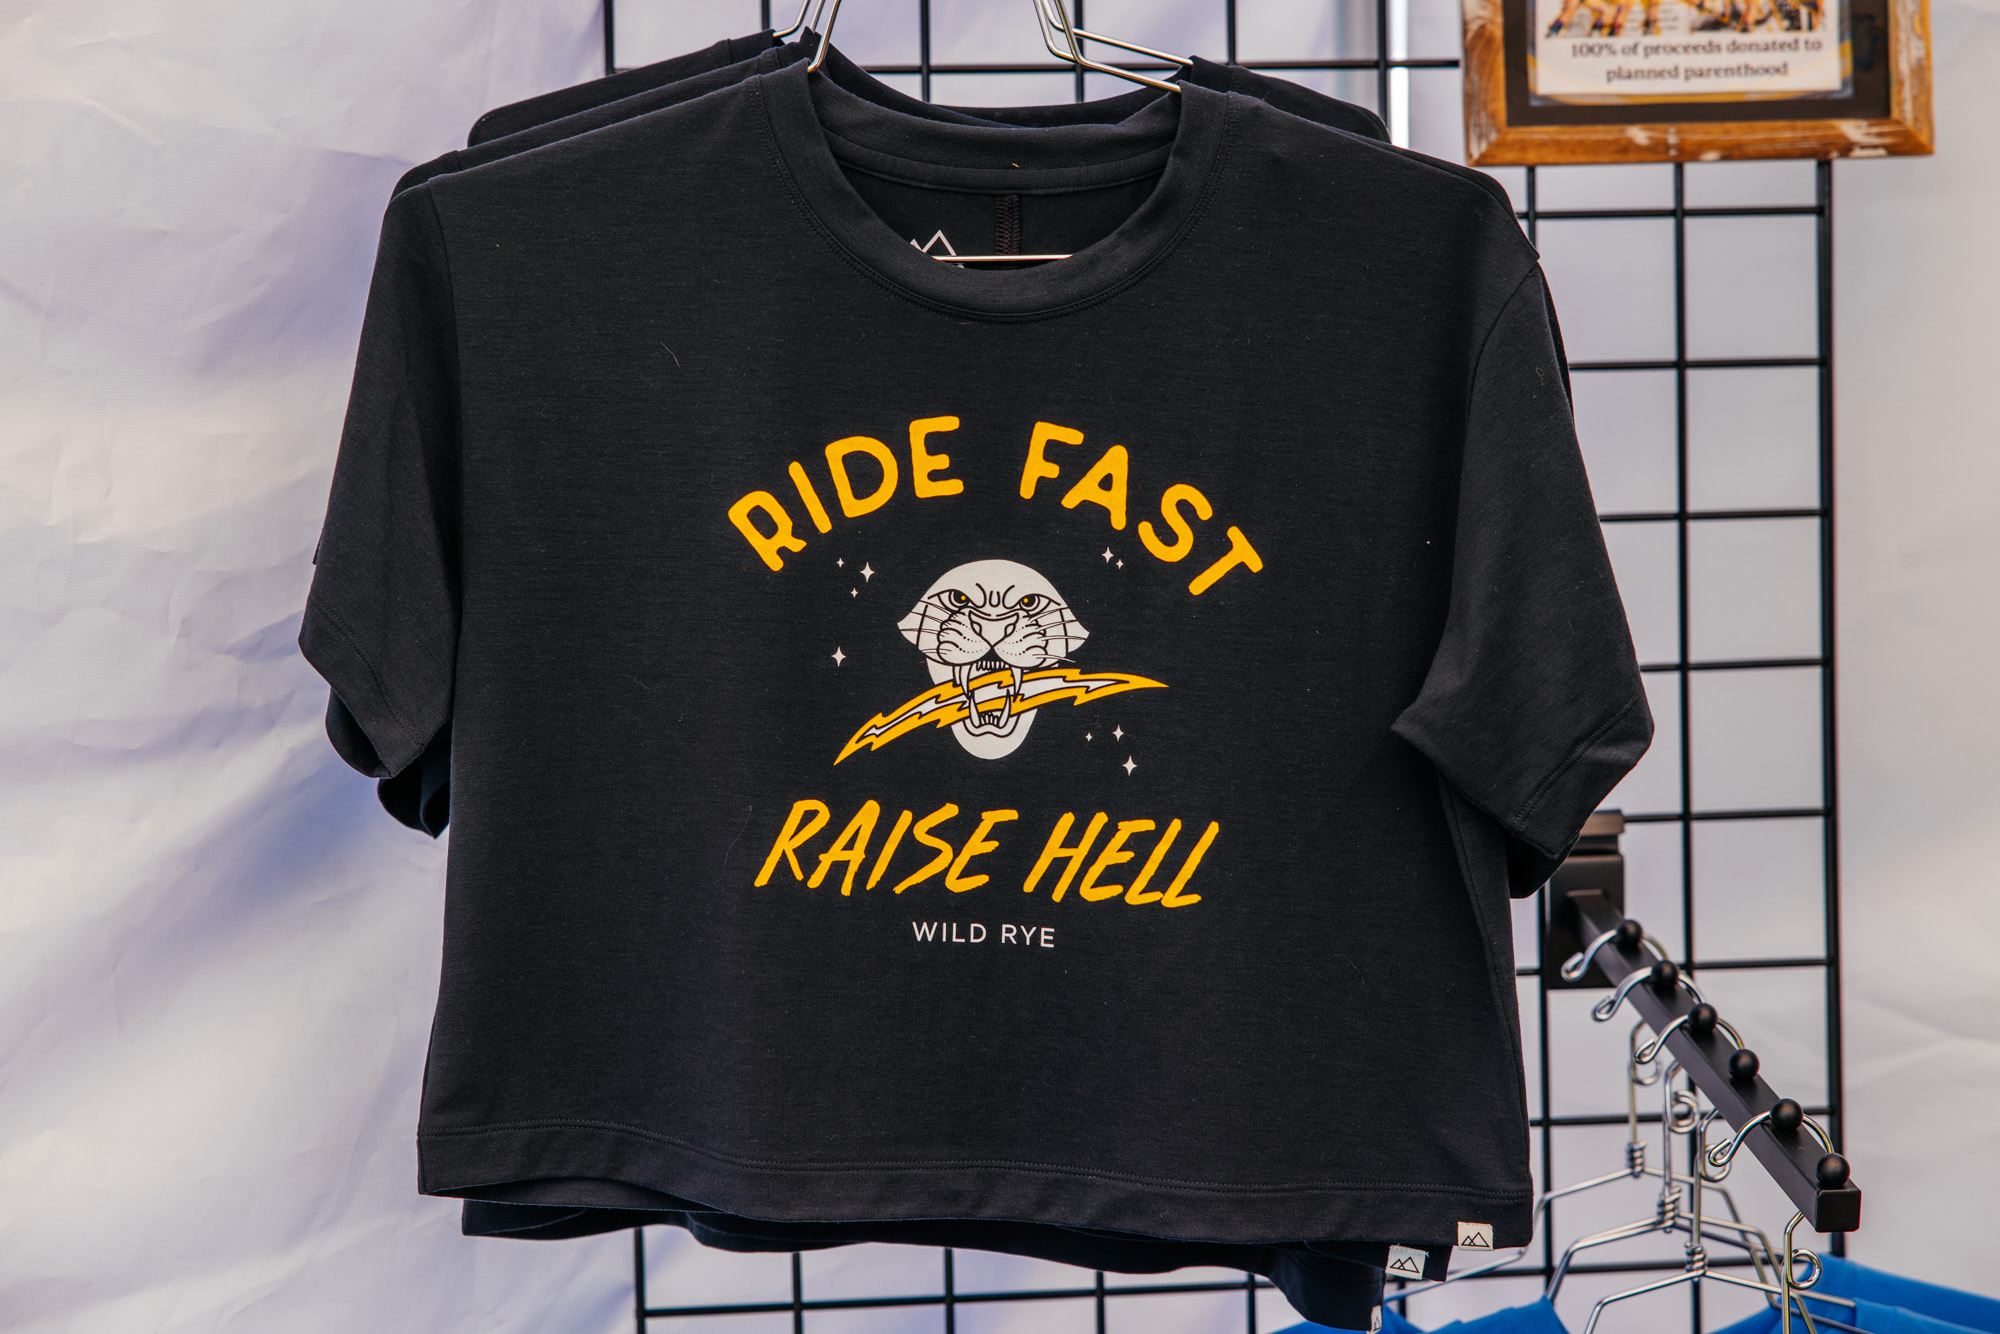 100% of proceeds donated to
planned parenthood
RIDE FAST
RAISE HELL
WILD RYE